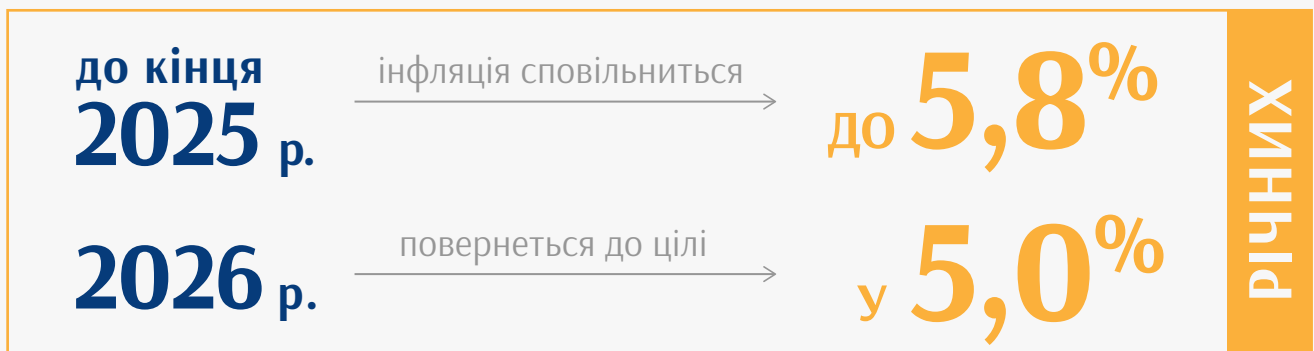 до кінця
2025 р.
інфляція сповільниться
до 5,8%
2026 р.
повернеться до цілі
у 5,0%
РІЧНИХ